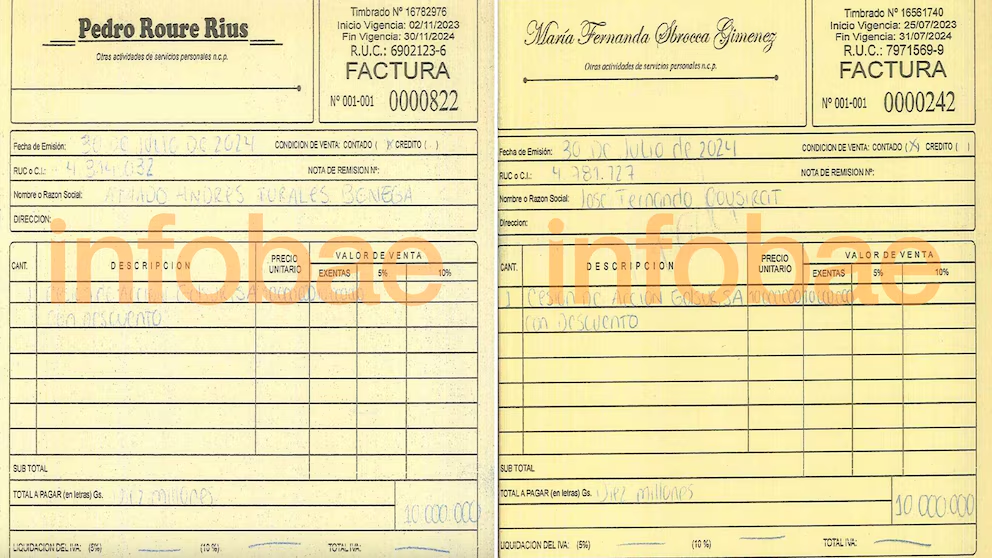 Pedro Roure Rius
Otras actividades de servicios personales n.c.p.
Timbrado Nº 16782976
Inicio Vigencia: 02/11/2023
Fin Vigencia: 30/11/2024
R.U.C.: 6902123-6
FACTURA
Nº 001-001 0000822
Fecha de Emisión: 30 DE JULIO DE 2024 CONDICION DE VENTA: CONTADO (X) CREDITO ( )
RUC o C.I.: NOTA DE REMISION Nº:
Nombre o Razon Social: ANDRES BENEGA
DIRECCIÓN:
CANT. DESCRIPCION PRECIO UNITARIO VALOR DE VENTA
EXENTAS 5% 10%
1
CON DESCUENTO
SUB TOTAL
TOTAL A PAGAR (en letras) Gs. Diez millones
10 000.000
LIQUIDACION DEL IVA: (5%) (10%) TOTAL IVA:
María Fernanda Sbrocca Gimenez
Otras actividades de servicios personales n.c.p.
Timbrado Nº 16561740
Inicio Vigencia: 25/07/2023
Fin Vigencia: 31/07/2024
R.U.C.: 7971569-9
FACTURA
Nº 001-001 0000242
Fecha de Emisión: 30 DE Julio de 2024 CONDICION DE VENTA: CONTADO (X) CREDITO ( )
RUC o C.I.: 4.781.727 NOTA DE REMISION Nº:
Nombre o Razon Social: Jose Fernando
Direccion:
CANT. DESCRIPCION PRECIO UNITARIO VALOR DE VENTA
EXENTAS 5% 10%
1 CESION DE ACCION
CON DESCUENTO
SUB TOTAL
TOTAL A PAGAR (en letras) Gs. Diez millones
10 000 000
LIQUIDACION DEL IVA: (5%) (10%) TOTAL IVA:
infobae
infobae